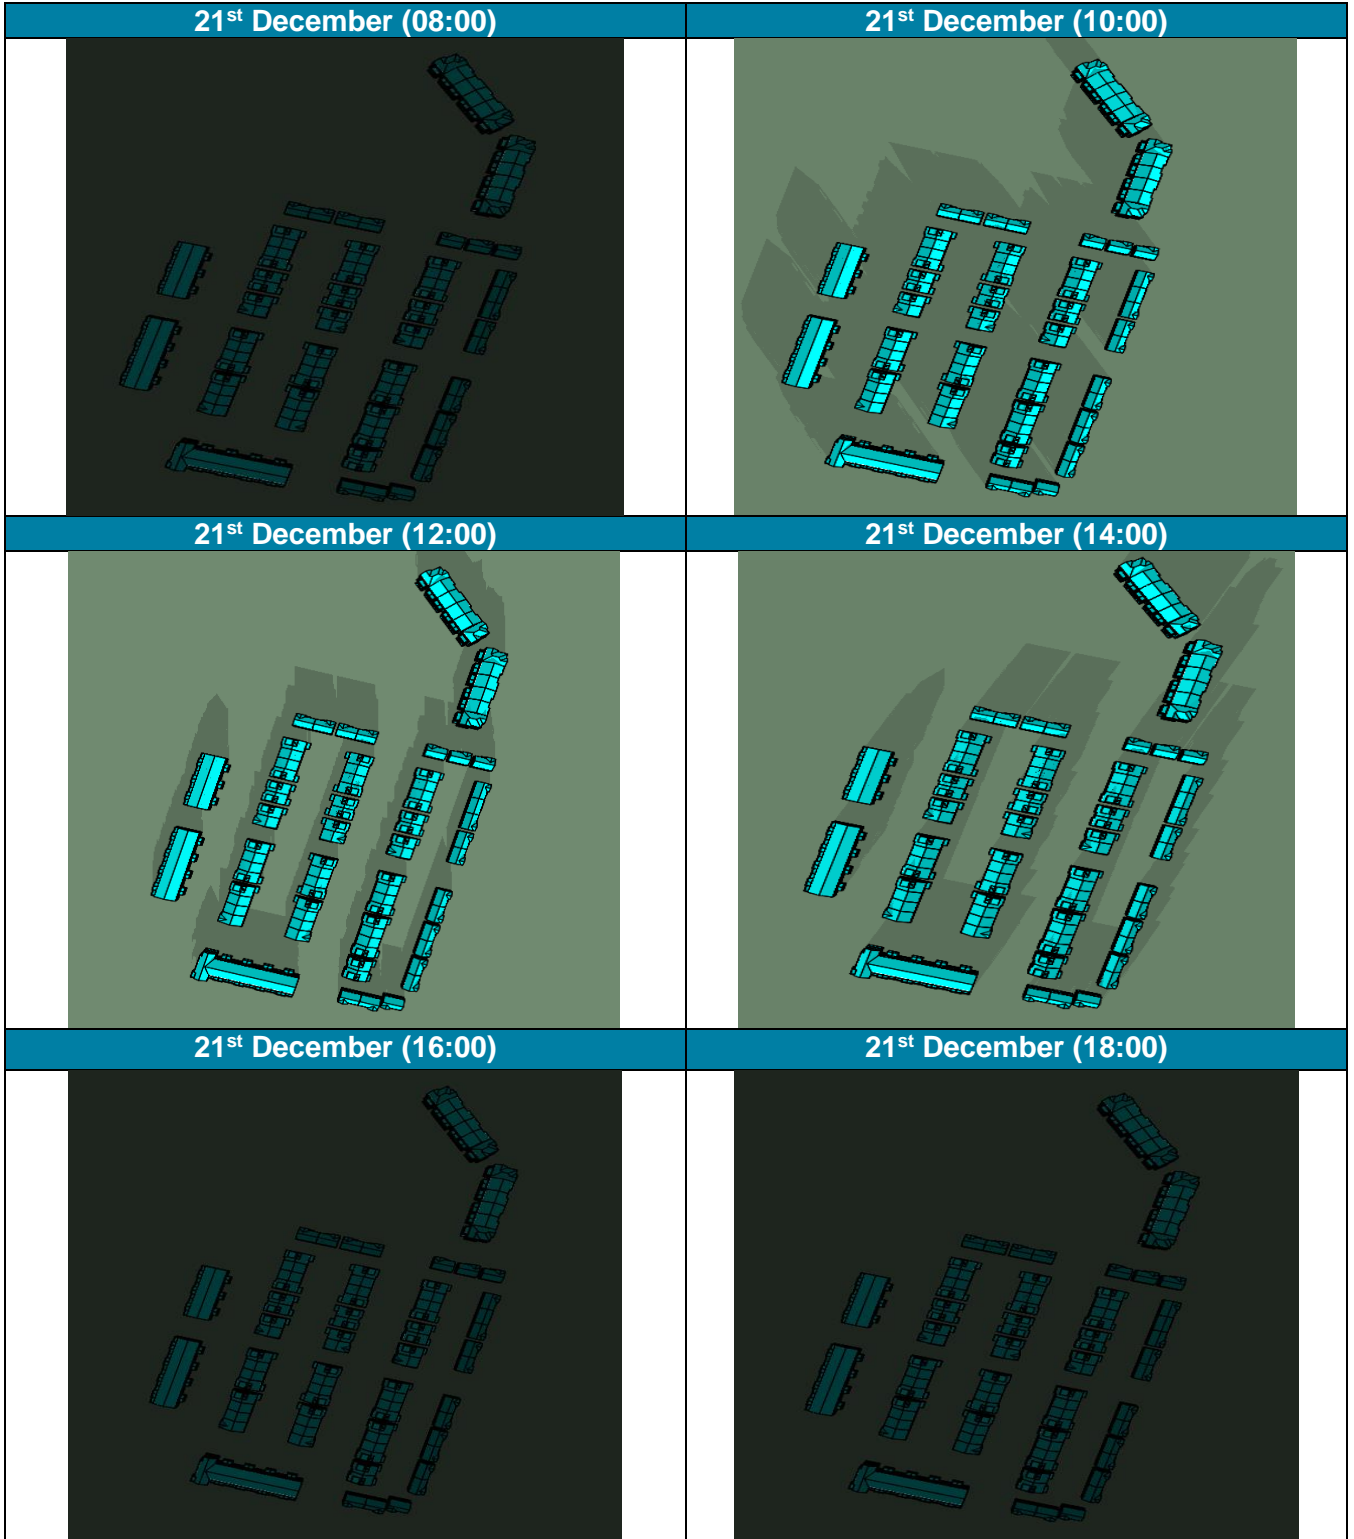 21st December (08:00)
21st December (10:00)
21st December (12:00)
21st December (14:00)
21st December (16:00)
21st December (18:00)